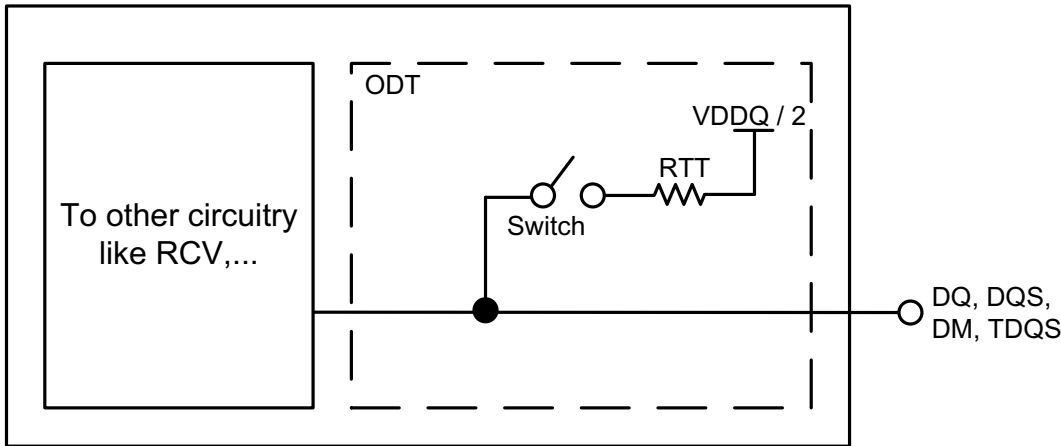 ODT
VDDQ / 2
RTT
Switch
To other circuitry
like RCV,...
DQ, DQS,
DM, TDQS